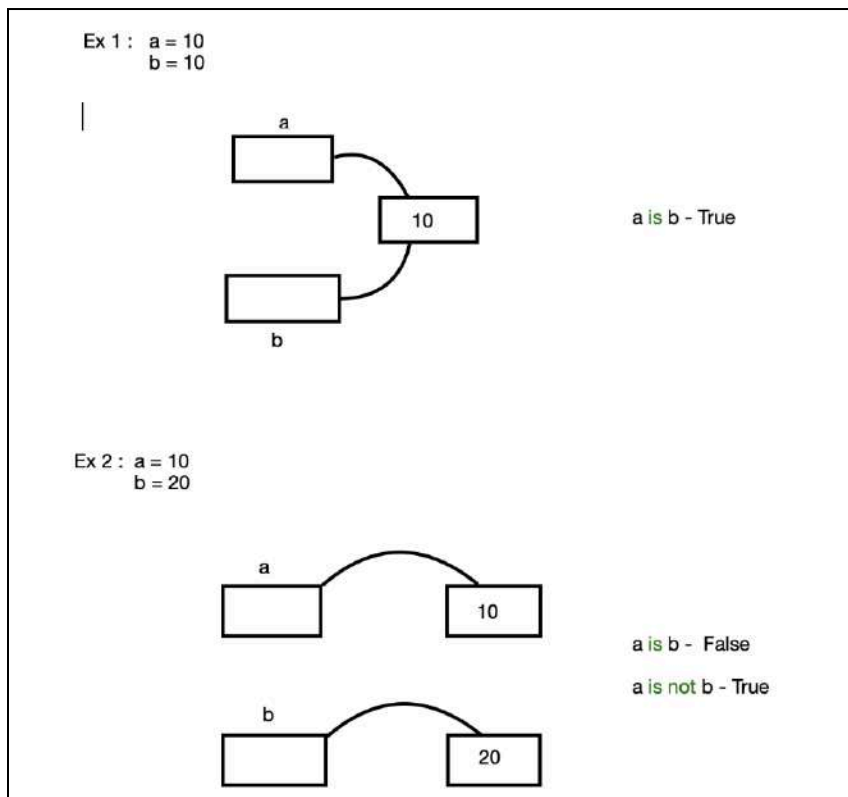 Ex 1 : a = 10
b = 10
a
10
a is b - True
b
Ex 2 : a = 10
b = 20
a
10
a is b - False
a is not b - True
b
20